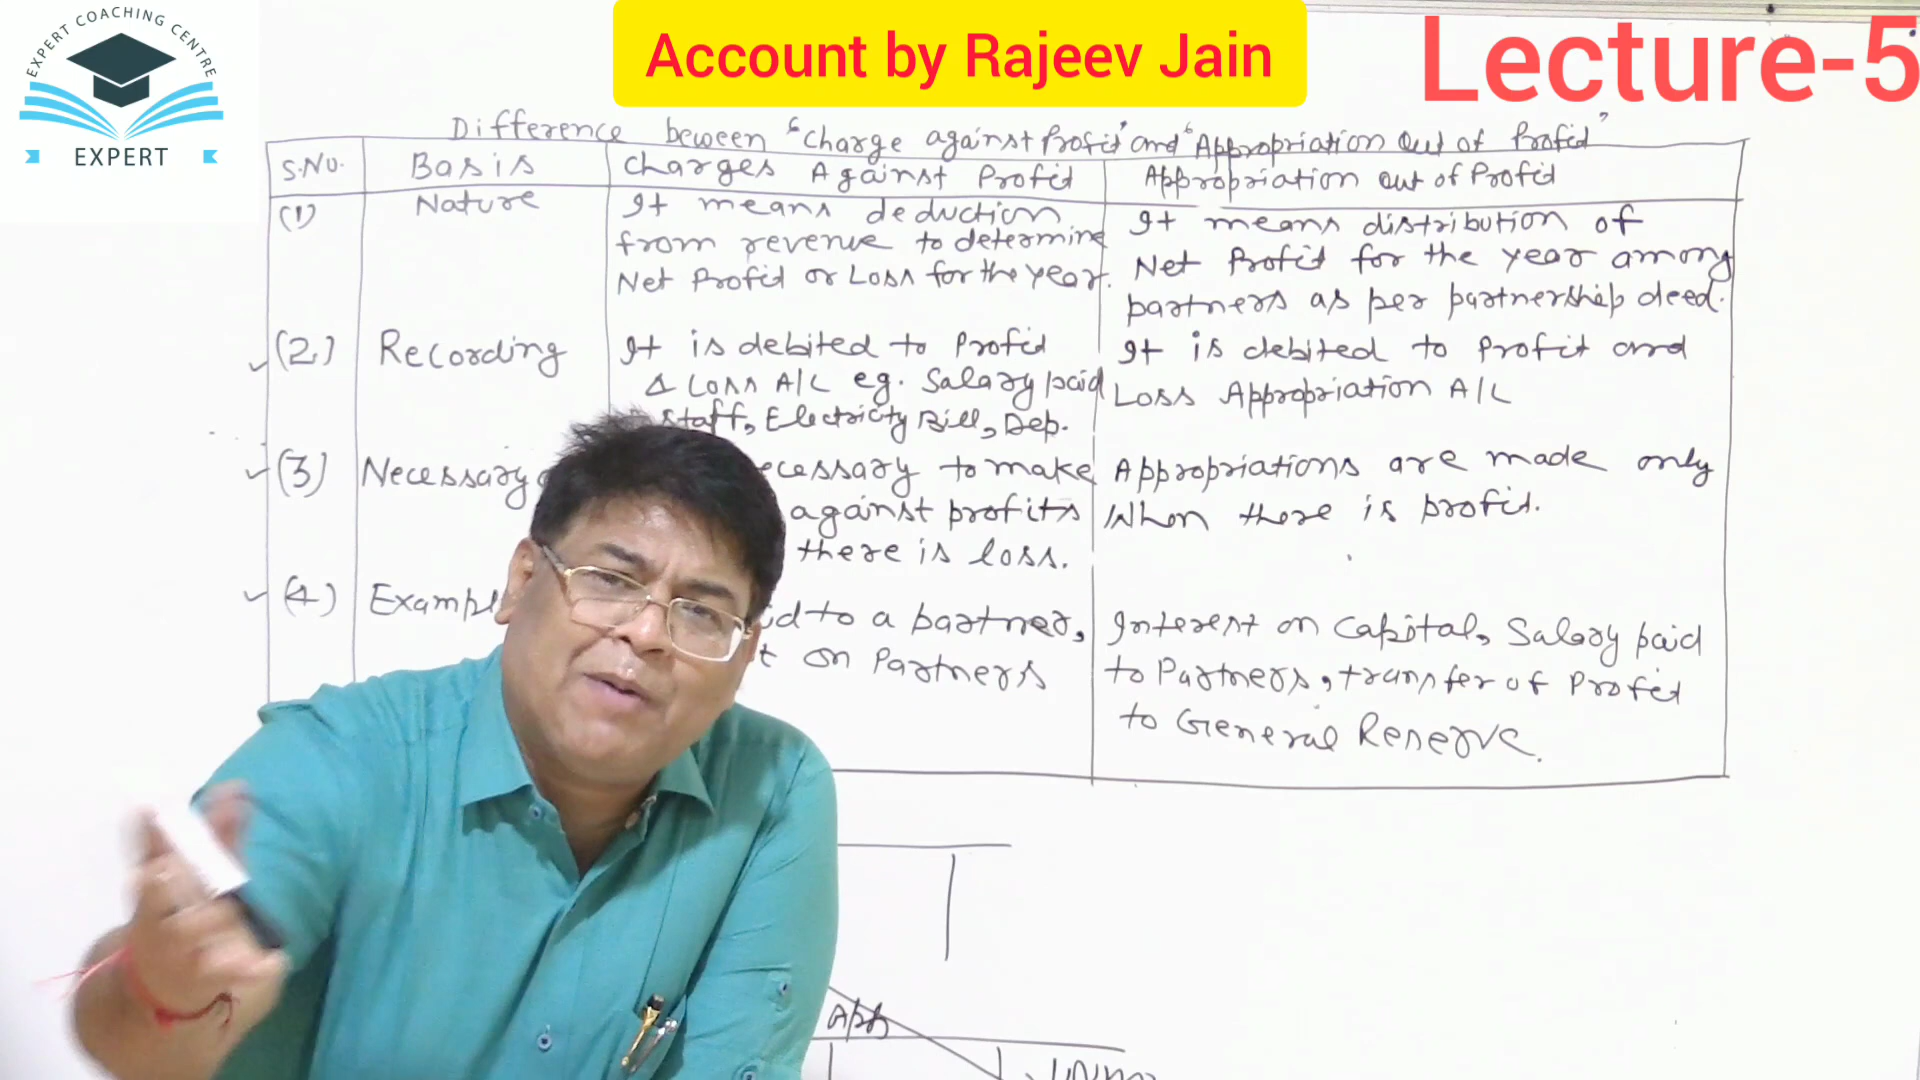 EXPERT COACHING CENTRE
EXPERT
Account by Rajeev Jain
Lecture-5
Difference beween "Charge against Profit" and "Appropriation Out of Profit"
S.No. Basis Charges Against Profit Appropriation out of Profit
(1) Nature
It means deduction
from revenue to determine
Net Profit or Loss for the year.
It means distribution of
Net Profit for the year among
partners as per partnership deed.
(2) Recording
It is debited to Profit
& Loss A/C eg. Salary paid
staff, Electricity Bill, Dep.
It is debited to Profit and
Loss Appropriation A/C
(3) Necessary
to make
against profits
there is loss.
Appropriations are made only
When there is profit.
(4)
to a partner,
on Partners
Interest on Capital, Salary paid
to Partners, transfer of Profit
to General Reserve.